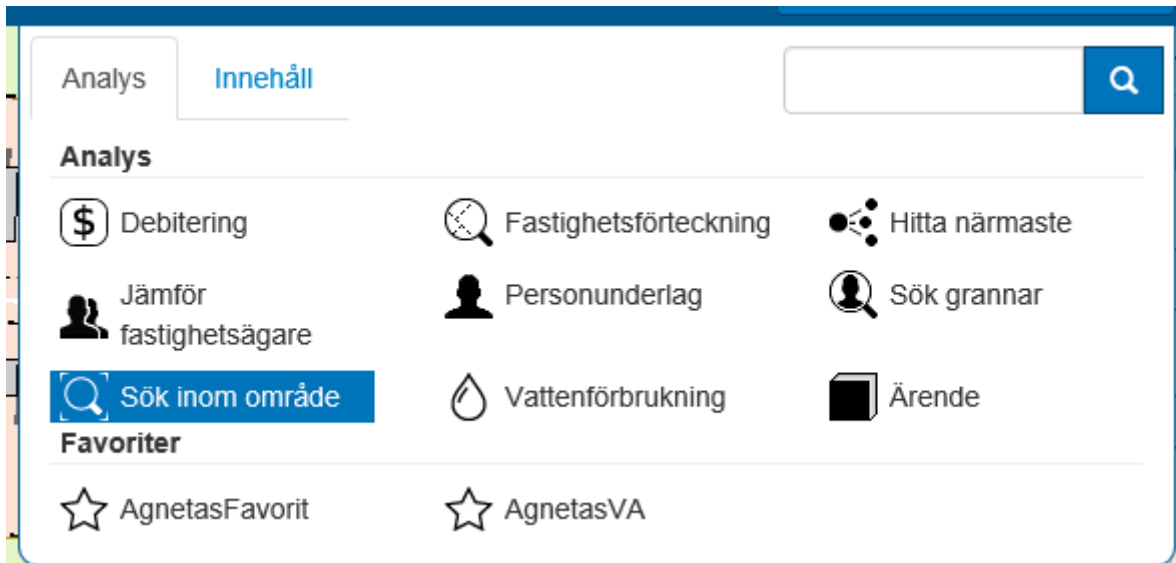 Analys Innehåll
Analys
Debitering Fastighetsförteckning Hitta närmaste
Jämför
fastighetsägare
Personunderlag Sök grannar
Sök inom område Vattenförbrukning Ärende
Favoriter
AgnetasFavorit AgnetasVA